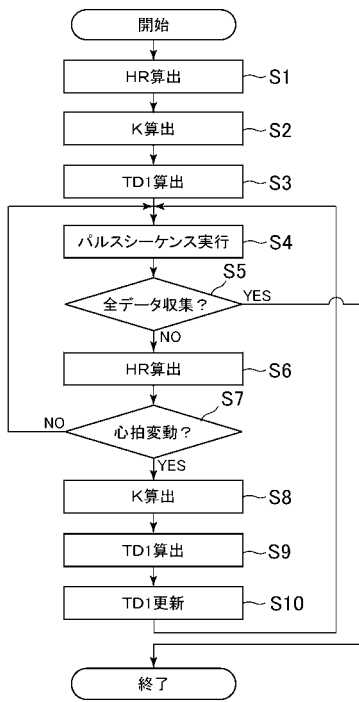 開始
HR算出 S1
K算出 S2
TD1算出 S3
パルスシーケンス実行 S4
全データ収集？ S5
YES
NO
HR算出 S6
心拍変動？ S7
NO
YES
K算出 S8
TD1算出 S9
TD1更新 S10
終了